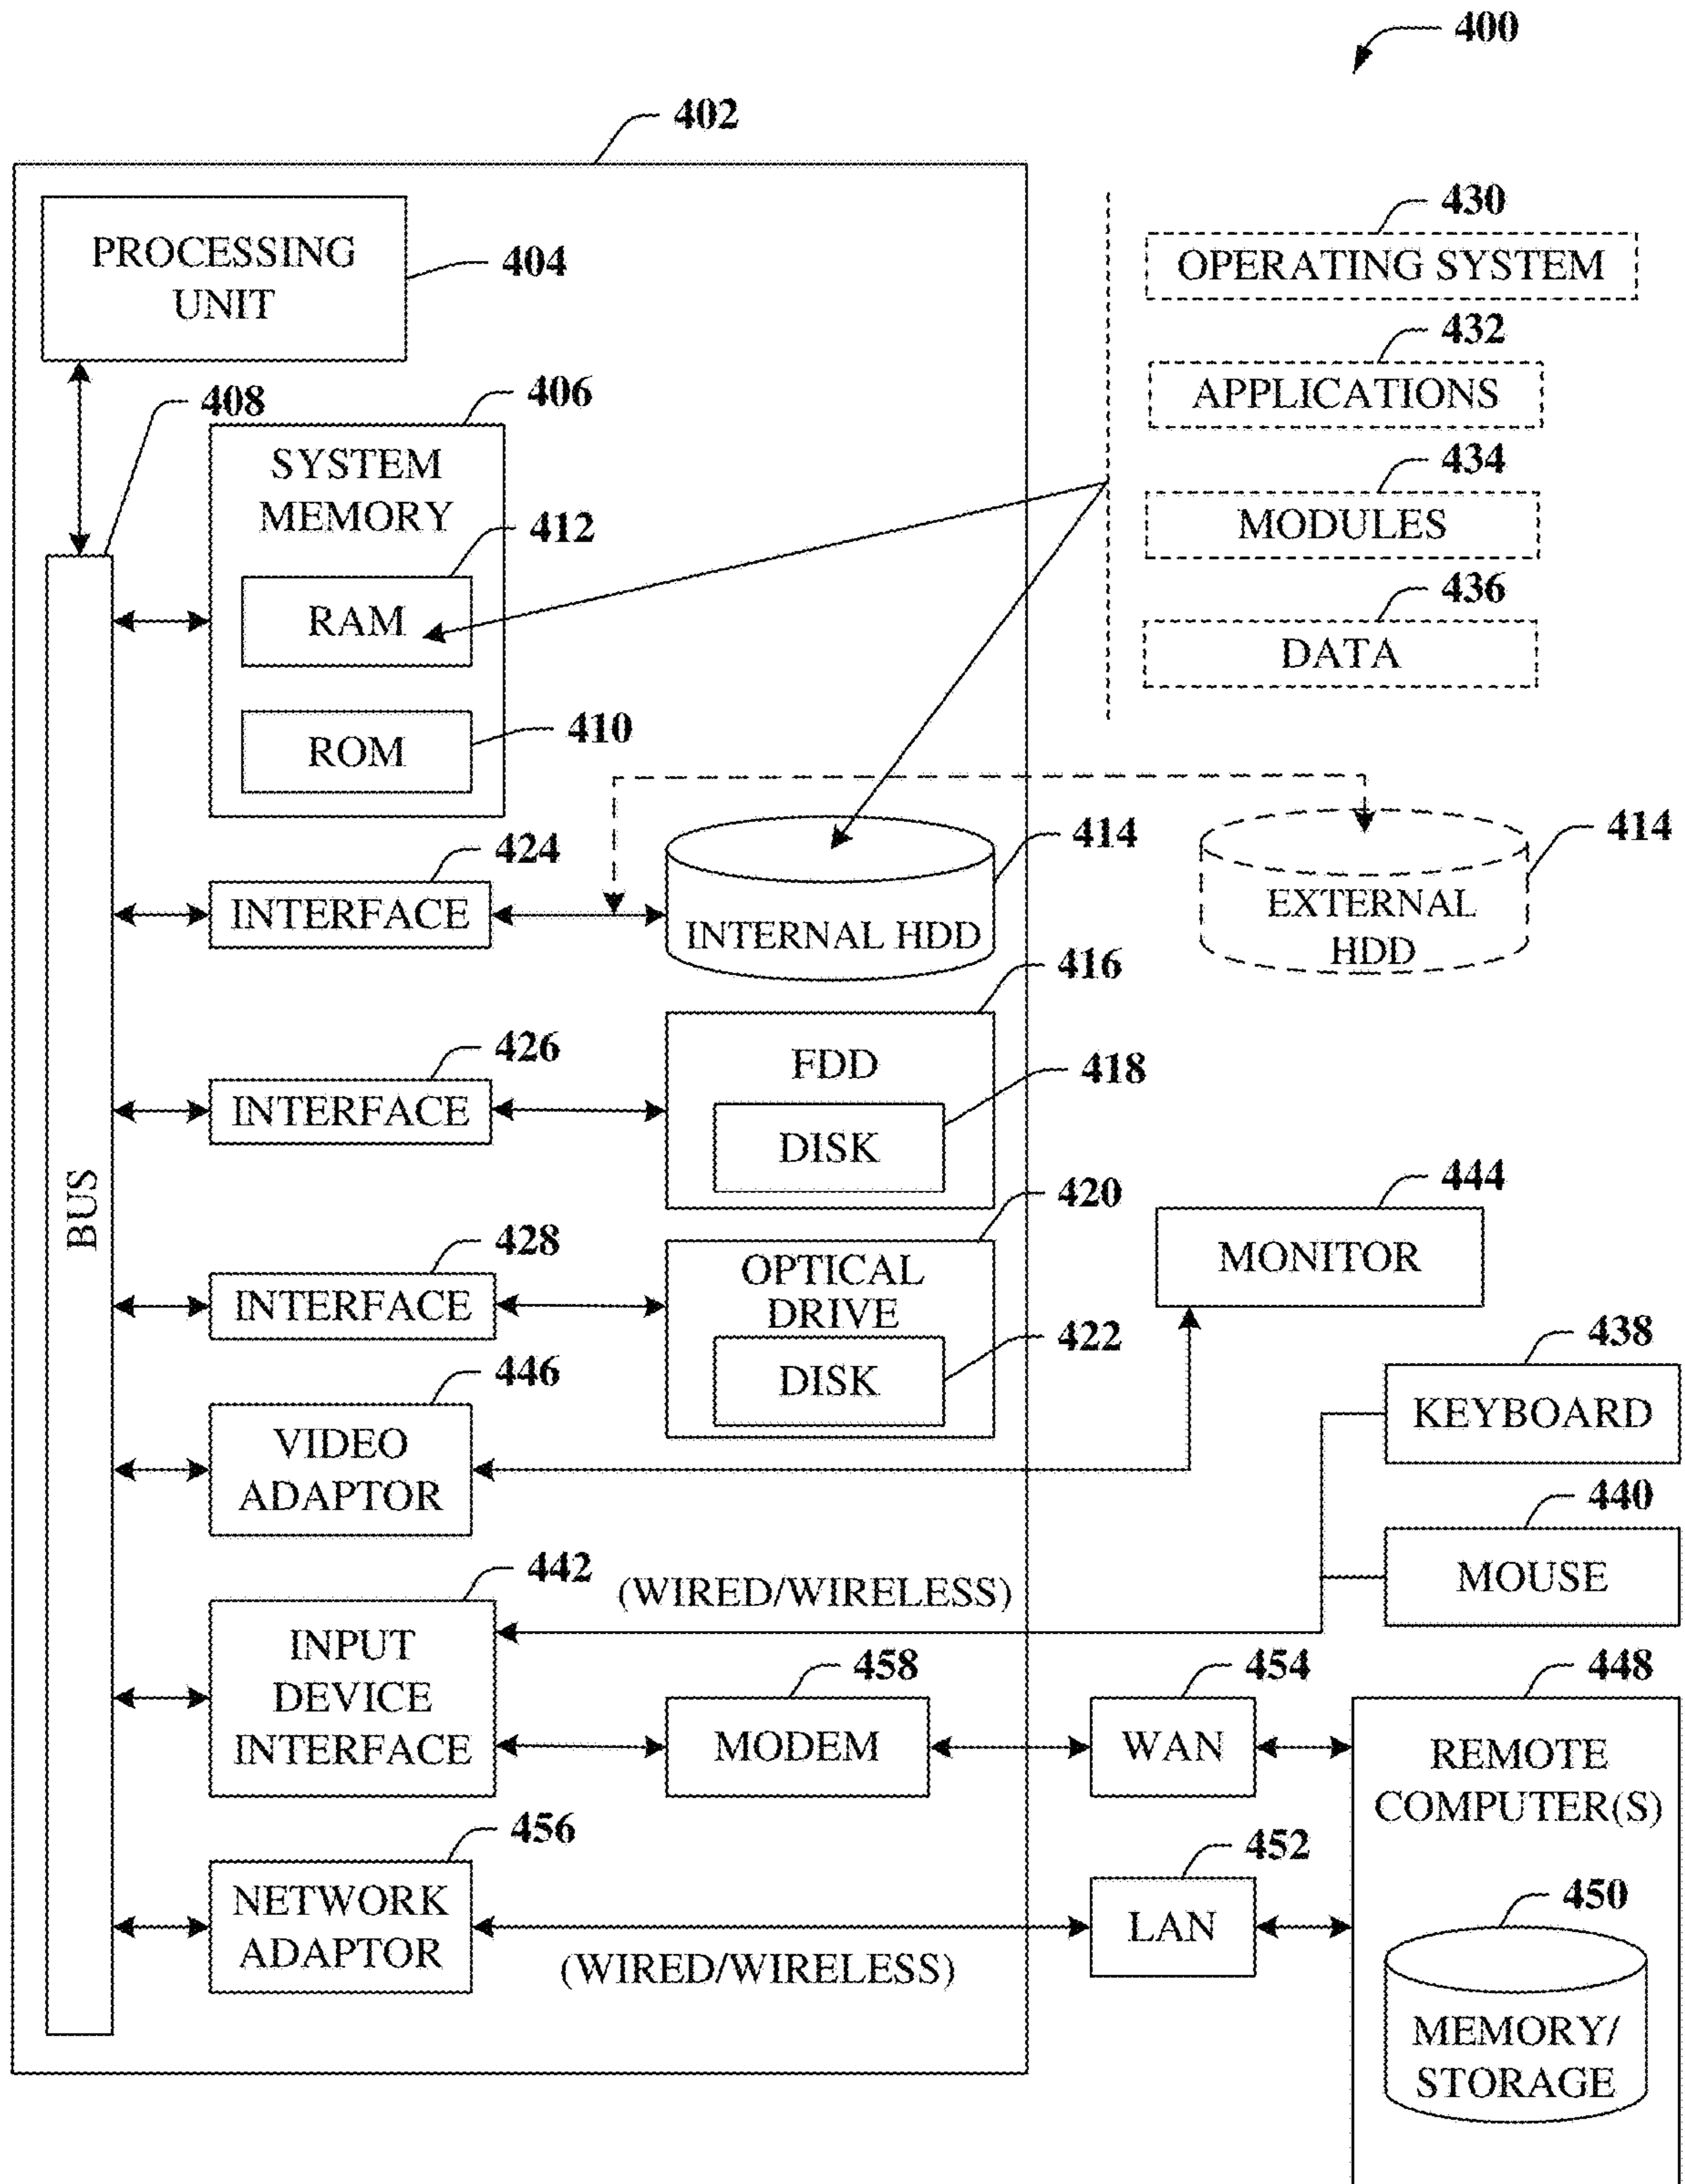 400
402
PROCESSING
UNIT
404
430
OPERATING SYSTEM
432
APPLICATIONS
434
MODULES
436
DATA
408
406
SYSTEM
MEMORY
412
RAM
410
ROM
BUS
424
INTERFACE
414
INTERNAL HDD
414
EXTERNAL
HDD
426
INTERFACE
416
FDD
418
DISK
428
INTERFACE
420
OPTICAL
DRIVE
422
DISK
444
MONITOR
446
VIDEO
ADAPTOR
438
KEYBOARD
440
MOUSE
442
(WIRED/WIRELESS)
INPUT
DEVICE
INTERFACE
458
MODEM
454
WAN
448
REMOTE
COMPUTER(S)
456
NETWORK
ADAPTOR
(WIRED/WIRELESS)
452
LAN
450
MEMORY/
STORAGE